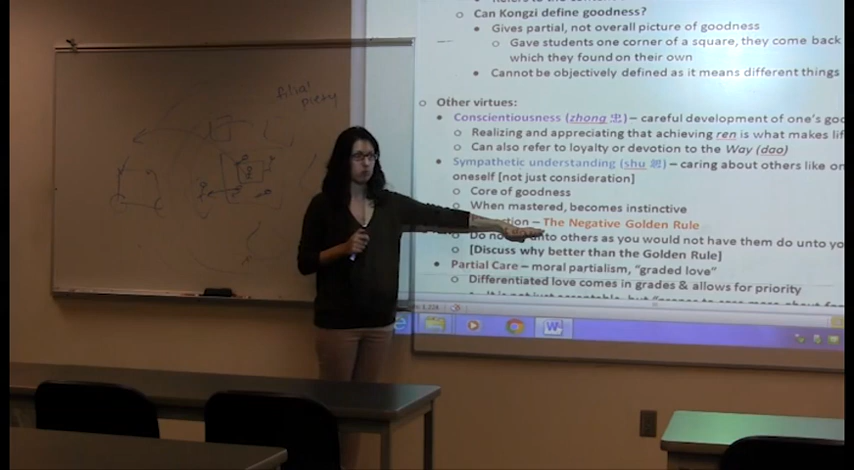 filial
piety
Can Kongzi define goodness?
Gives partial, not overall picture of goodness
Gave students one corner of a square, they come back
which they found on their own
Cannot be objectively defined as it means different things
Other virtues:
Conscientiousness (zhong 忠) – careful development of one's
Realizing and appreciating that achieving ren is what makes
Can also refer to loyalty or devotion to the Way (dao)
Sympathetic understanding (shu 恕) – caring about others like
oneself [not just consideration]
Core of goodness
When mastered, becomes instinctive
– The Negative Golden Rule
Do not unto others as you would not have them do unto
[Discuss why better than the Golden Rule]
Partial Care – moral partialism, "graded love"
Differentiated love comes in grades & allows for priority